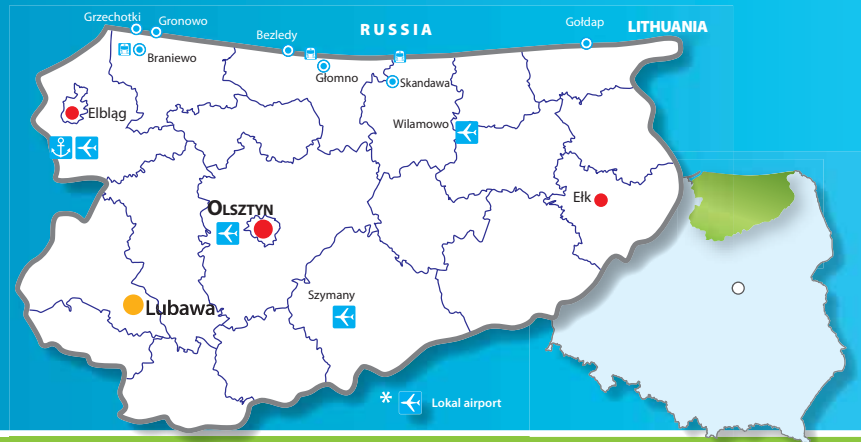 Grzechotki
Gronowo
Bezledy
RUSSIA
Gołdap
LITHUANIA
Braniewo
Głomno
Skandawa
Elbląg
Wilamowo
Ełk
OLSZTYN
Szymany
Lubawa
* Lokal airport